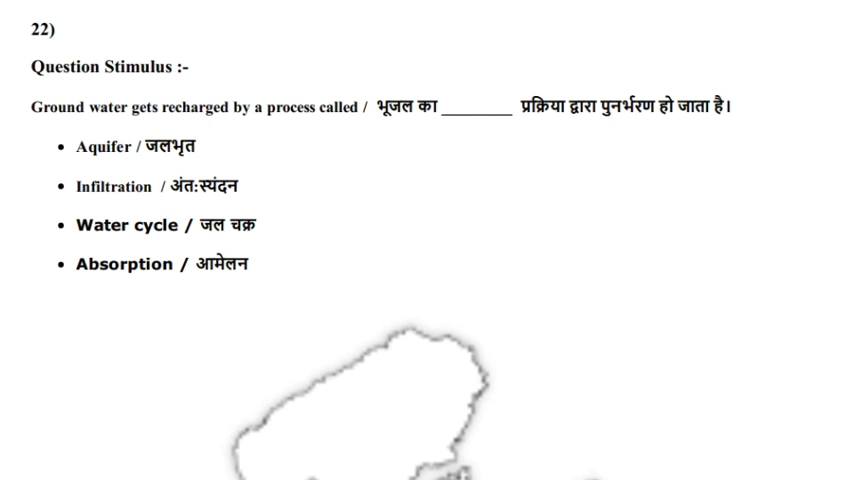 22)
Question Stimulus :-
Ground water gets recharged by a process called / भूजल का ________ प्रक्रिया द्वारा पुनर्भरण हो जाता है।
• Aquifer / जलभृत
• Infiltration / अंत:स्यंदन
• Water cycle / जल चक्र
• Absorption / आमेलन